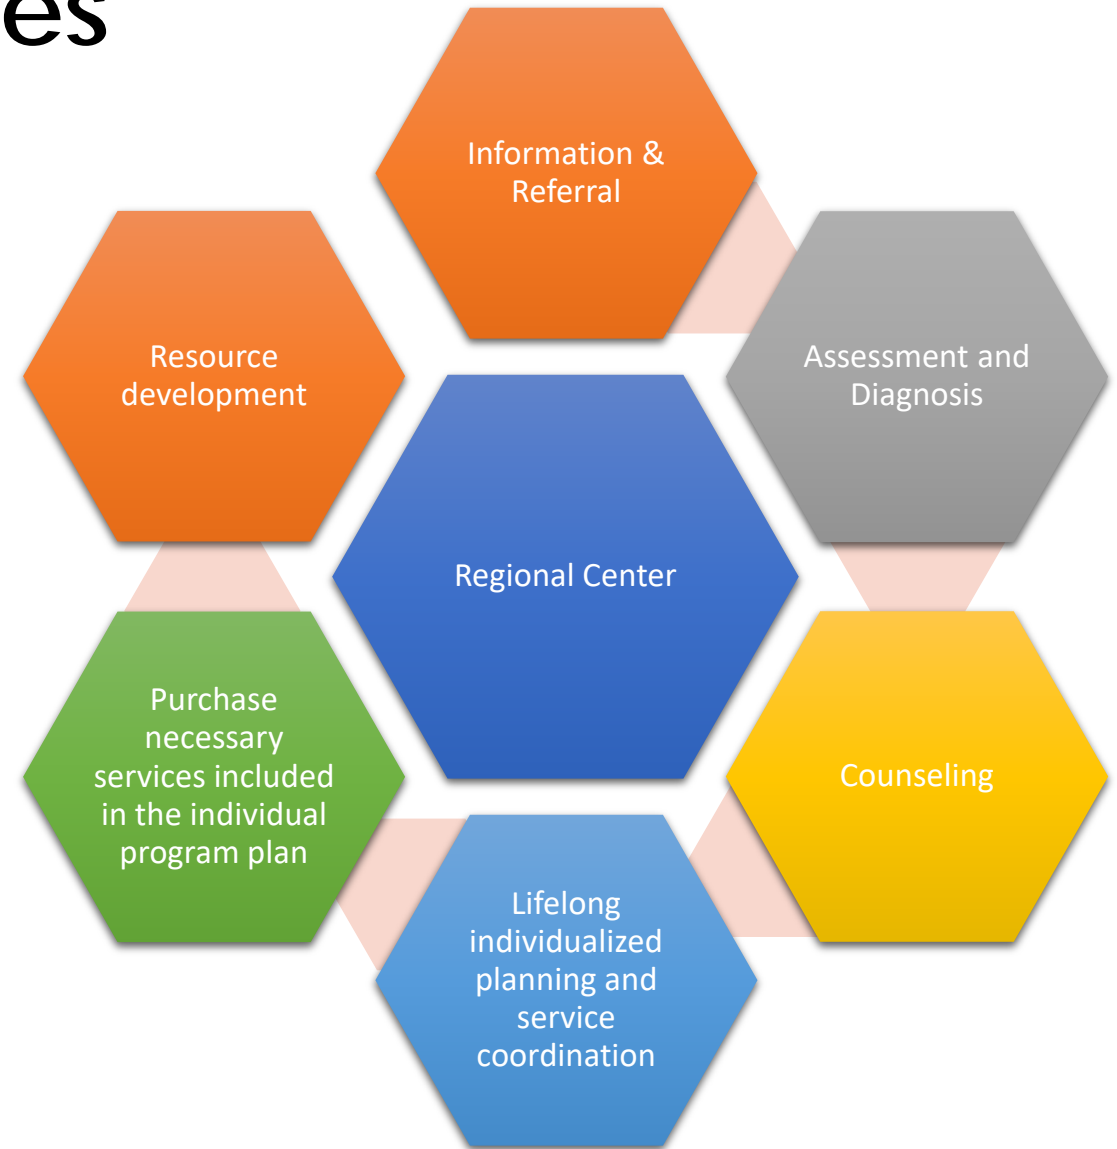 es
Information &
Referral
Assessment and
Diagnosis
Counseling
Lifelong
individualized
planning and
service
coordination
Purchase
necessary
services included
in the individual
program plan
Resource
development
Regional Center